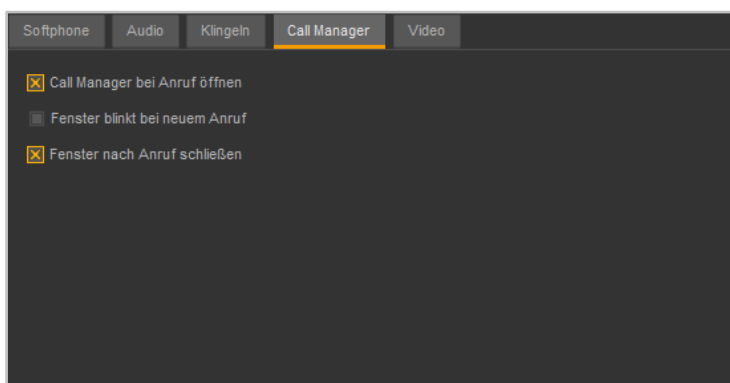 Softphone Audio Klingeln Call Manager Video
Call Manager bei Anruf öffnen
Fenster blinkt bei neuem Anruf
Fenster nach Anruf schließen